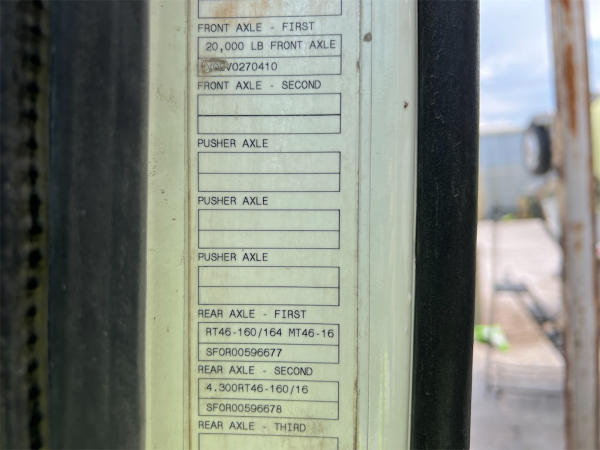 FRONT AXLE - FIRST
20,000 LB FRONT AXLE
FRONT AXLE - SECOND
PUSHER AXLE
PUSHER AXLE
PUSHER AXLE
REAR AXLE - FIRST
RT46-160/164 MT46-16
SFOR00596677
REAR AXLE - SECOND
4.300RT46-160/16
SFOR00596678
REAR AXLE - THIRD